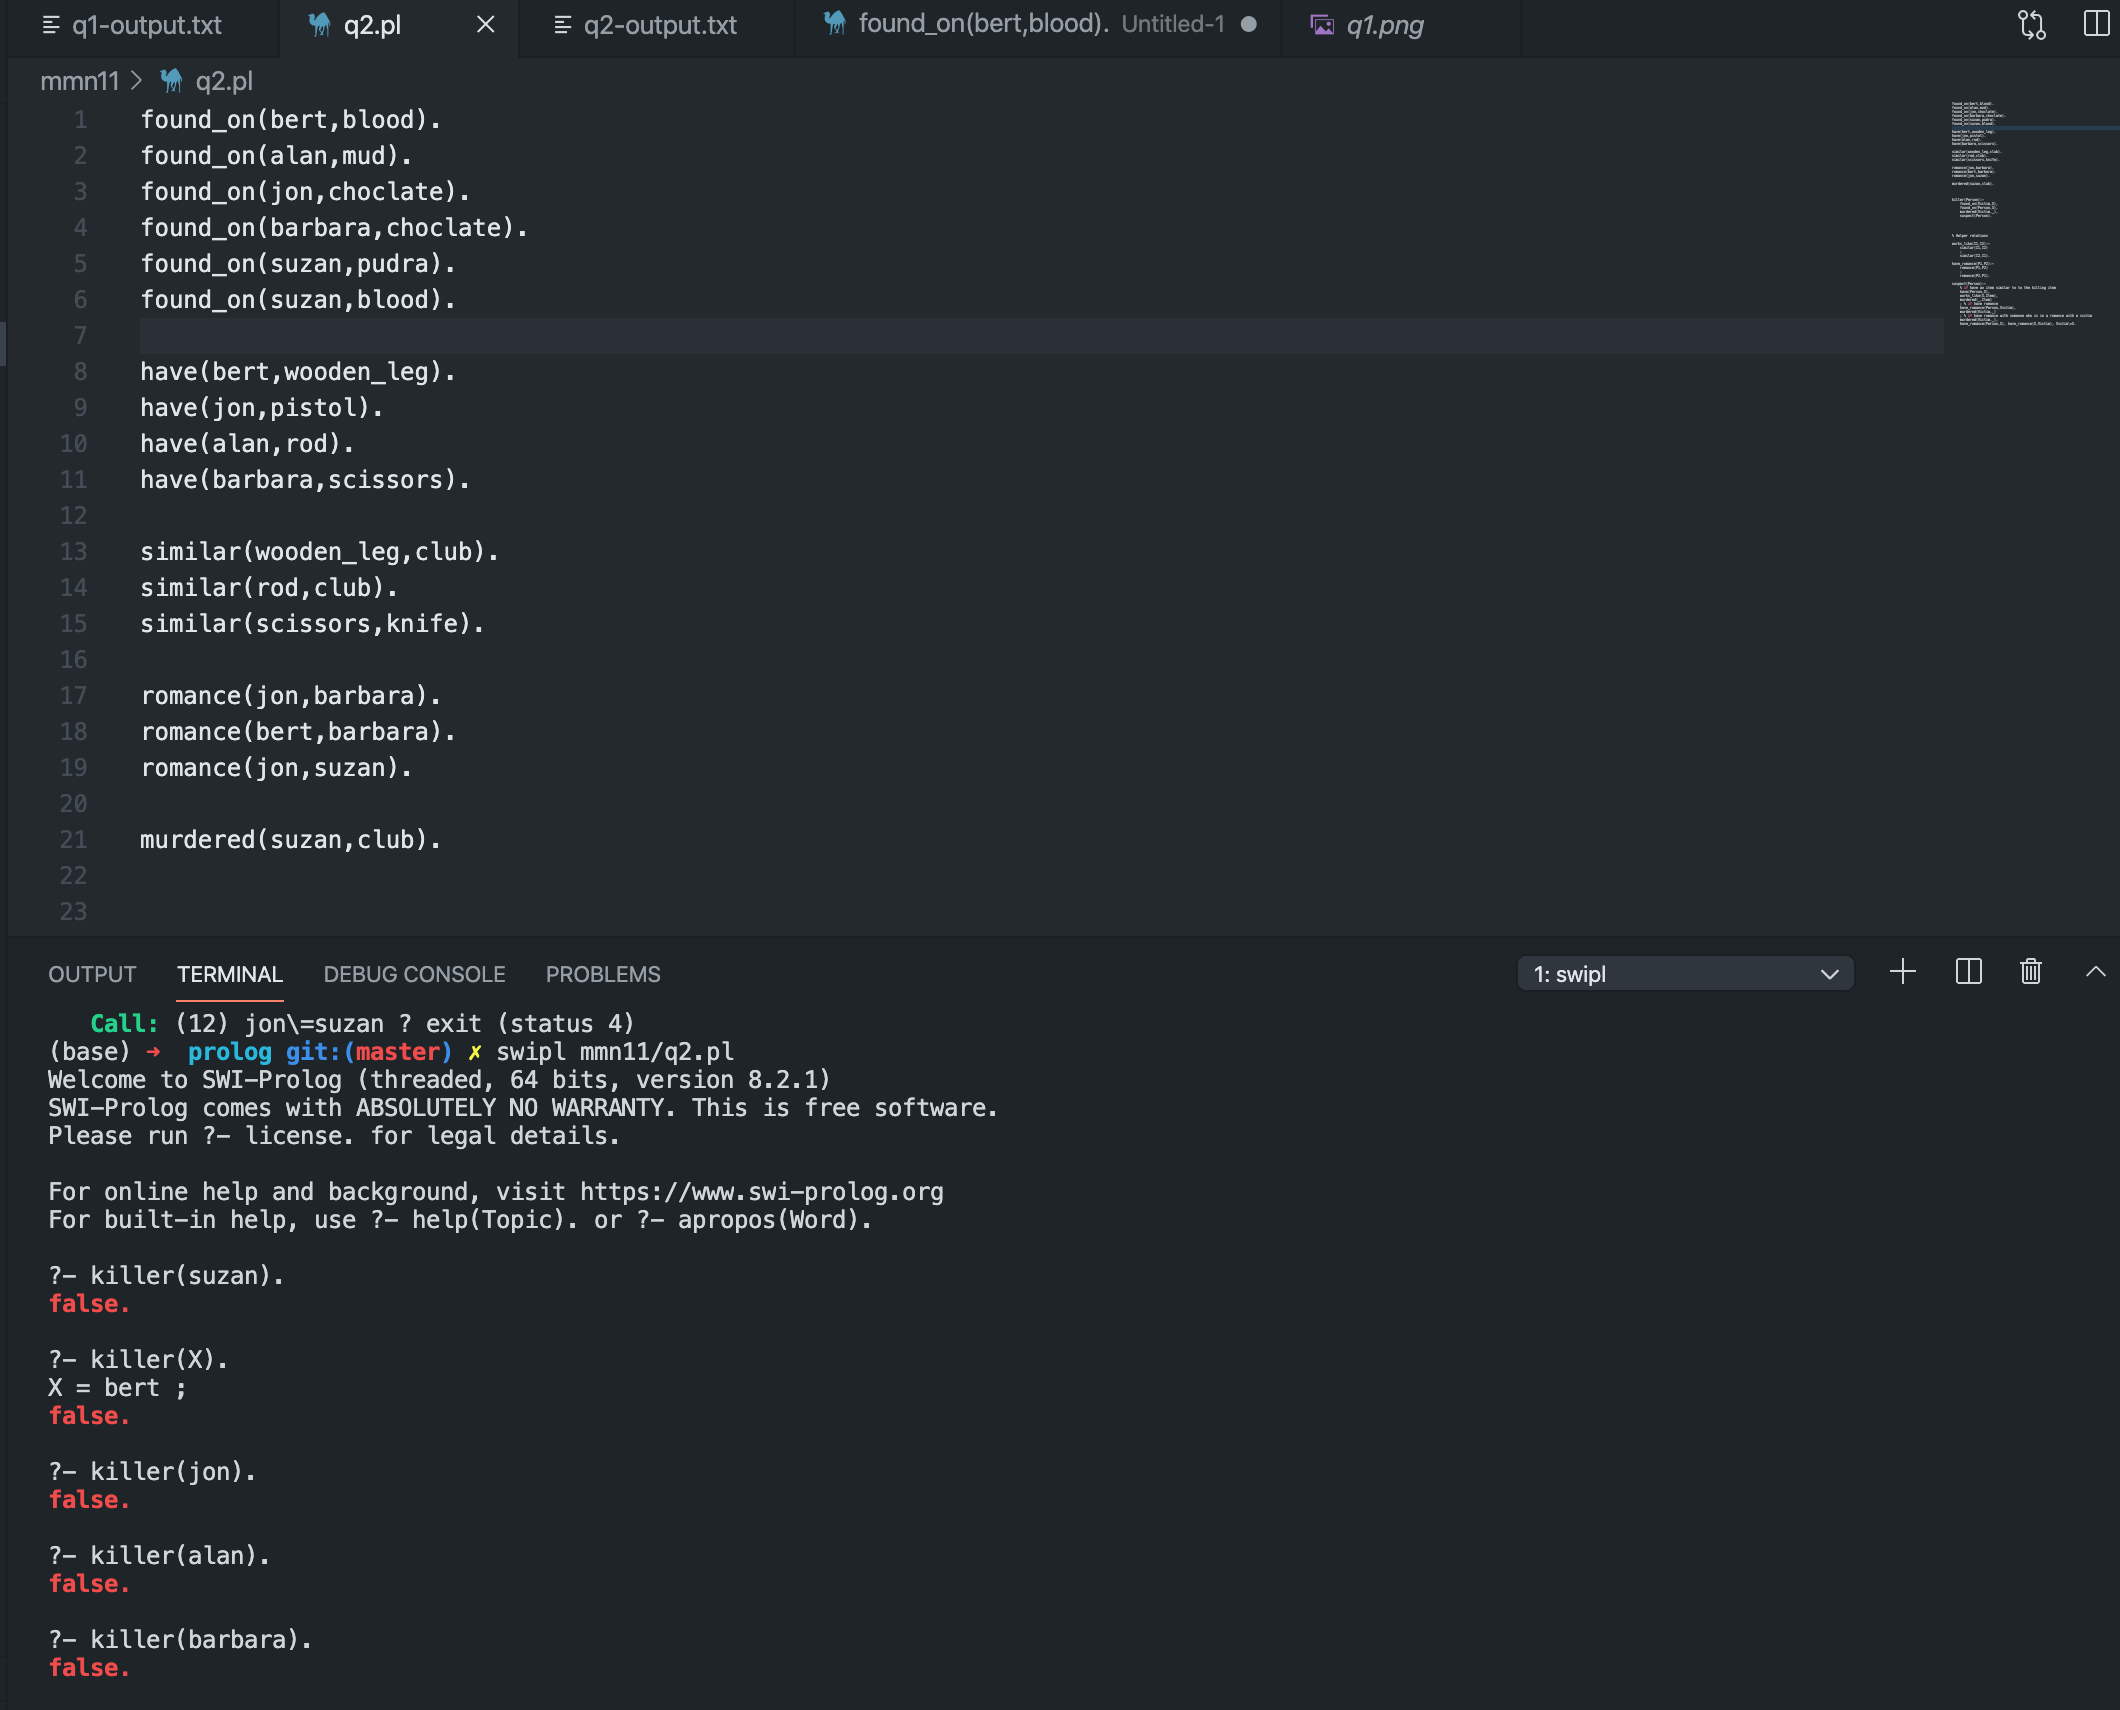 q1-output.txt q2.pl q2-output.txt found_on(bert,blood). Untitled-1 q1.png
mmn11 q2.pl
1 found_on(bert,blood).
2 found_on(alan,mud).
3 found_on(jon,choclate).
4 found_on(barbara,choclate).
5 found_on(suzan,pudra).
6 found_on(suzan,blood).
7
8 have(bert,wooden_leg).
9 have(jon,pistol).
10 have(alan,rod).
11 have(barbara,scissors).
12
13 similar(wooden_leg,club).
14 similar(rod,club).
15 similar(scissors,knife).
16
17 romance(jon,barbara).
18 romance(bert,barbara).
19 romance(jon,suzan).
20
21 murdered(suzan,club).
22
23
OUTPUT TERMINAL DEBUG CONSOLE PROBLEMS 1: swipl
Call: (12) jon\=suzan ? exit (status 4)
(base) ➜ prolog git:(master) ✗ swipl mmn11/q2.pl
Welcome to SWI-Prolog (threaded, 64 bits, version 8.2.1)
SWI-Prolog comes with ABSOLUTELY NO WARRANTY. This is free software.
Please run ?- license. for legal details.
For online help and background, visit https://www.swi-prolog.org
For built-in help, use ?- help(Topic). or ?- apropos(Word).
?- killer(suzan).
false.
?- killer(X).
X = bert ;
false.
?- killer(jon).
false.
?- killer(alan).
false.
?- killer(barbara).
false.